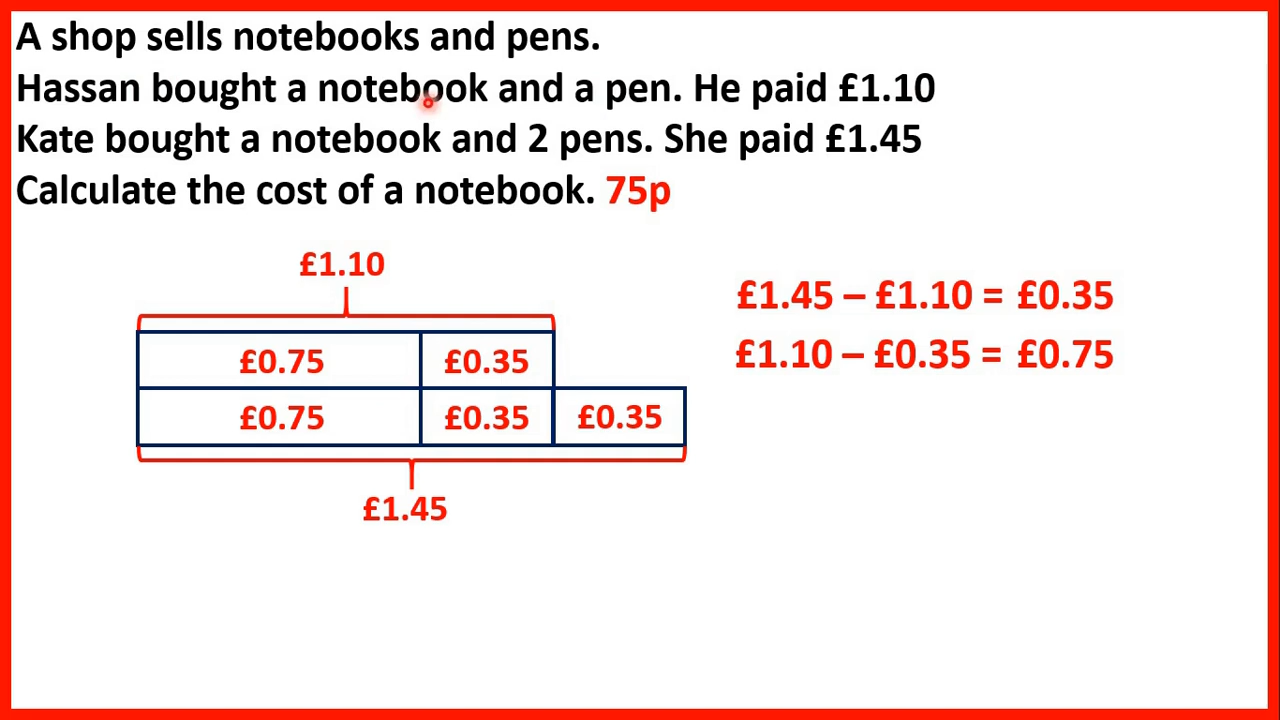 A shop sells notebooks and pens.
Hassan bought a notebook and a pen. He paid £1.10
Kate bought a notebook and 2 pens. She paid £1.45
Calculate the cost of a notebook. 75p
£1.10
£0.75 £0.35
£0.75 £0.35 £0.35
£1.45
£1.45 – £1.10 = £0.35
£1.10 – £0.35 = £0.75